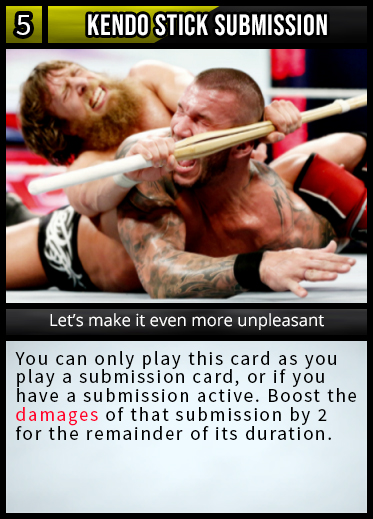 5
KENDO STICK SUBMISSION
Let's make it even more unpleasant
You can only play this card as you
play a submission card, or if you
have a submission active. Boost the
damages of that submission by 2
for the remainder of its duration.